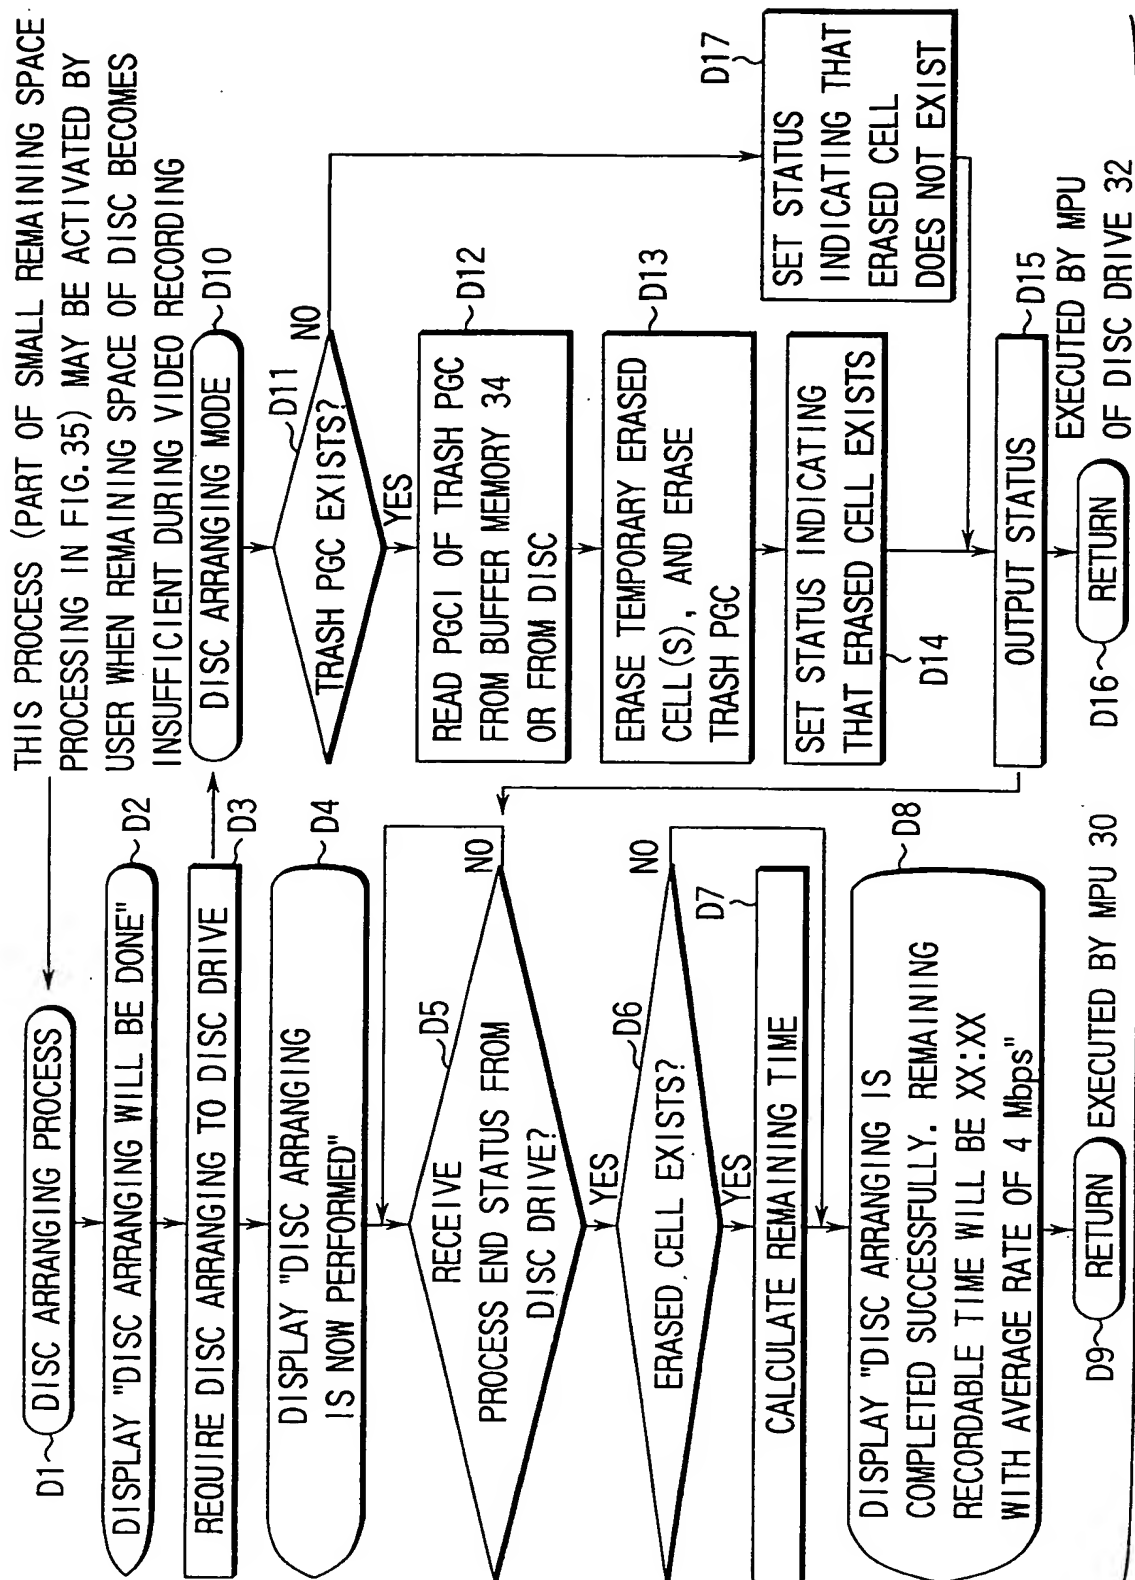 THIS PROCESS (PART OF SMALL REMAINING SPACE
PROCESSING IN FIG.35) MAY BE ACTIVATED BY
USER WHEN REMAINING SPACE OF DISC BECOMES
INSUFFICIENT DURING VIDEO RECORDING
D1
DISC ARRANGING PROCESS
D2
DISPLAY "DISC ARRANGING WILL BE DONE"
D3
REQUIRE DISC ARRANGING TO DISC DRIVE
D4
DISPLAY "DISC ARRANGING
IS NOW PERFORMED"
D5
RECEIVE
PROCESS END STATUS FROM
DISC DRIVE?
NO
YES
D6
ERASED CELL EXISTS?
NO
YES
D7
CALCULATE REMAINING TIME
D8
DISPLAY "DISC ARRANGING IS
COMPLETED SUCCESSFULLY. REMAINING
RECORDABLE TIME WILL BE XX:XX
WITH AVERAGE RATE OF 4 Mbps"
D9
RETURN
EXECUTED BY MPU 30
D10
DISC ARRANGING MODE
D11
TRASH PGC EXISTS?
NO
YES
D12
READ PGCI OF TRASH PGC
FROM BUFFER MEMORY 34
OR FROM DISC
D13
ERASE TEMPORARY ERASED
CELL(S), AND ERASE
TRASH PGC
SET STATUS INDICATING
THAT ERASED CELL EXISTS
D14
D17
SET STATUS
INDICATING THAT
ERASED CELL
DOES NOT EXIST
D15
OUTPUT STATUS
D16
RETURN
EXECUTED BY MPU
OF DISC DRIVE 32